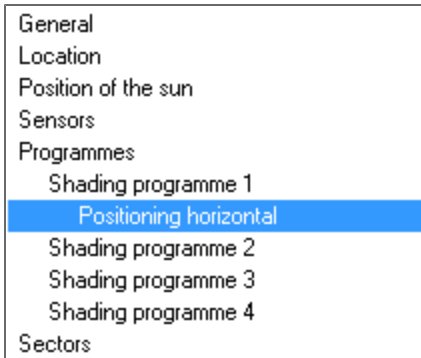 General
Location
Position of the sun
Sensors
Programmes
Shading programme 1
Positioning horizontal
Shading programme 2
Shading programme 3
Shading programme 4
Sectors